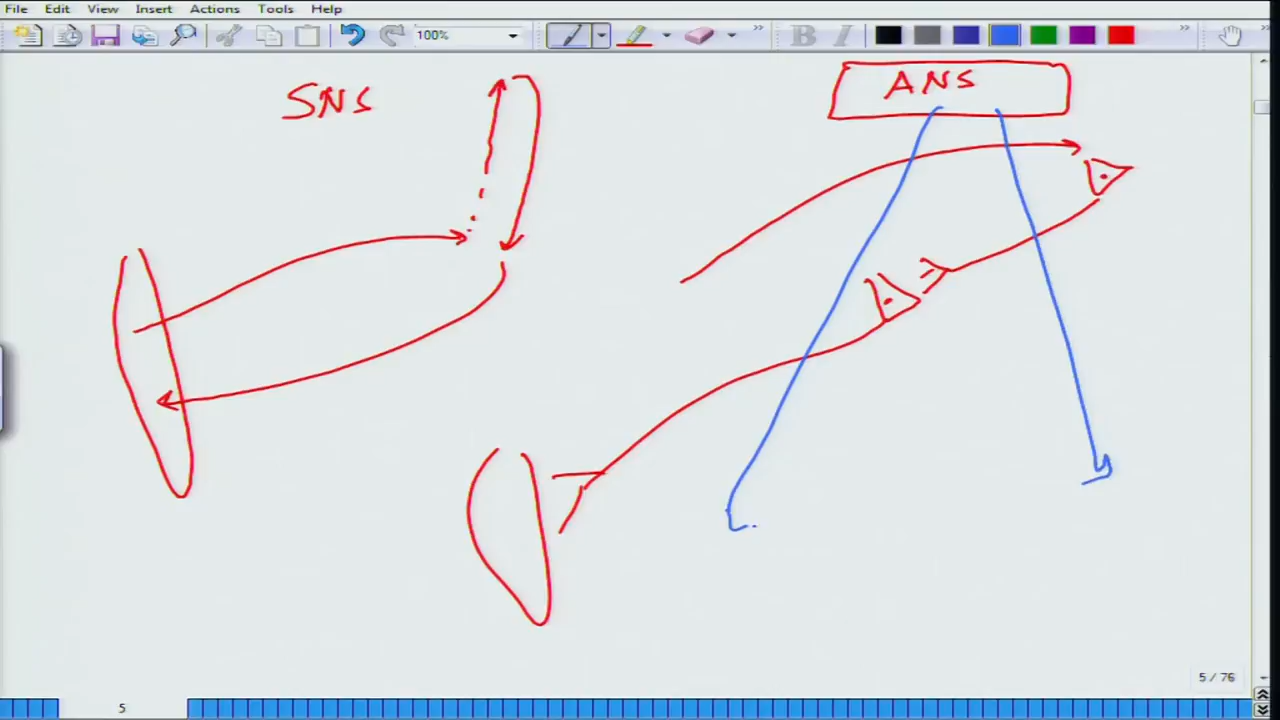 File Edit View Insert Actions Tools Help
100% B I
SNS
ANS
5 / 76
5